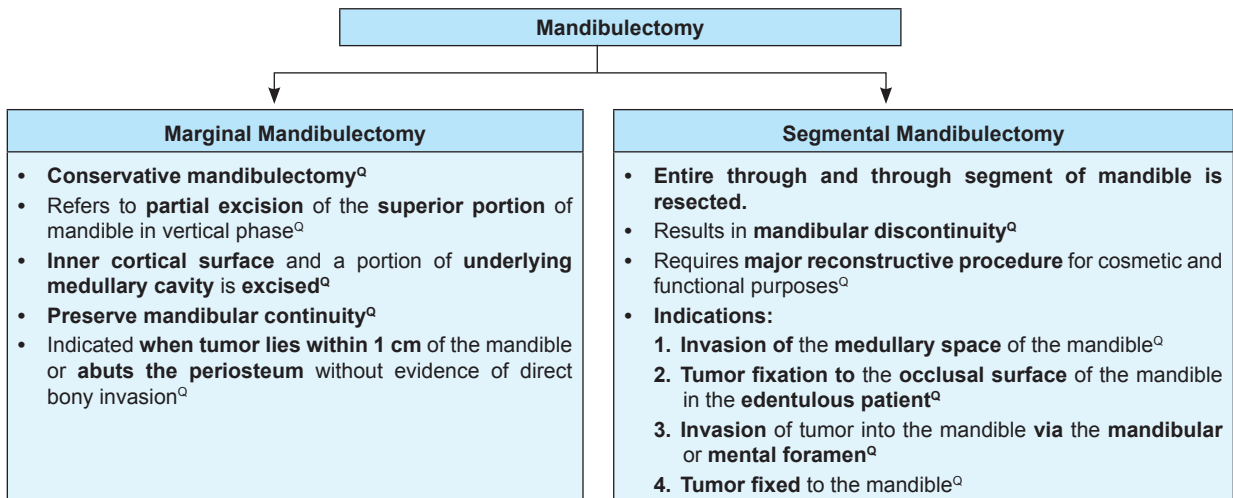 Mandibulectomy
Marginal Mandibulectomy
• Conservative mandibulectomyQ
• Refers to partial excision of the superior portion of
mandible in vertical phaseQ
• Inner cortical surface and a portion of underlying
medullary cavity is excisedQ
• Preserve mandibular continuityQ
• Indicated when tumor lies within 1 cm of the mandible
or abuts the periosteum without evidence of direct
bony invasionQ
Segmental Mandibulectomy
• Entire through and through segment of mandible is
resected.
• Results in mandibular discontinuityQ
• Requires major reconstructive procedure for cosmetic and
functional purposesQ
• Indications:
1. Invasion of the medullary space of the mandibleQ
2. Tumor fixation to the occlusal surface of the mandible
in the edentulous patientQ
3. Invasion of tumor into the mandible via the mandibular
or mental foramenQ
4. Tumor fixed to the mandibleQ